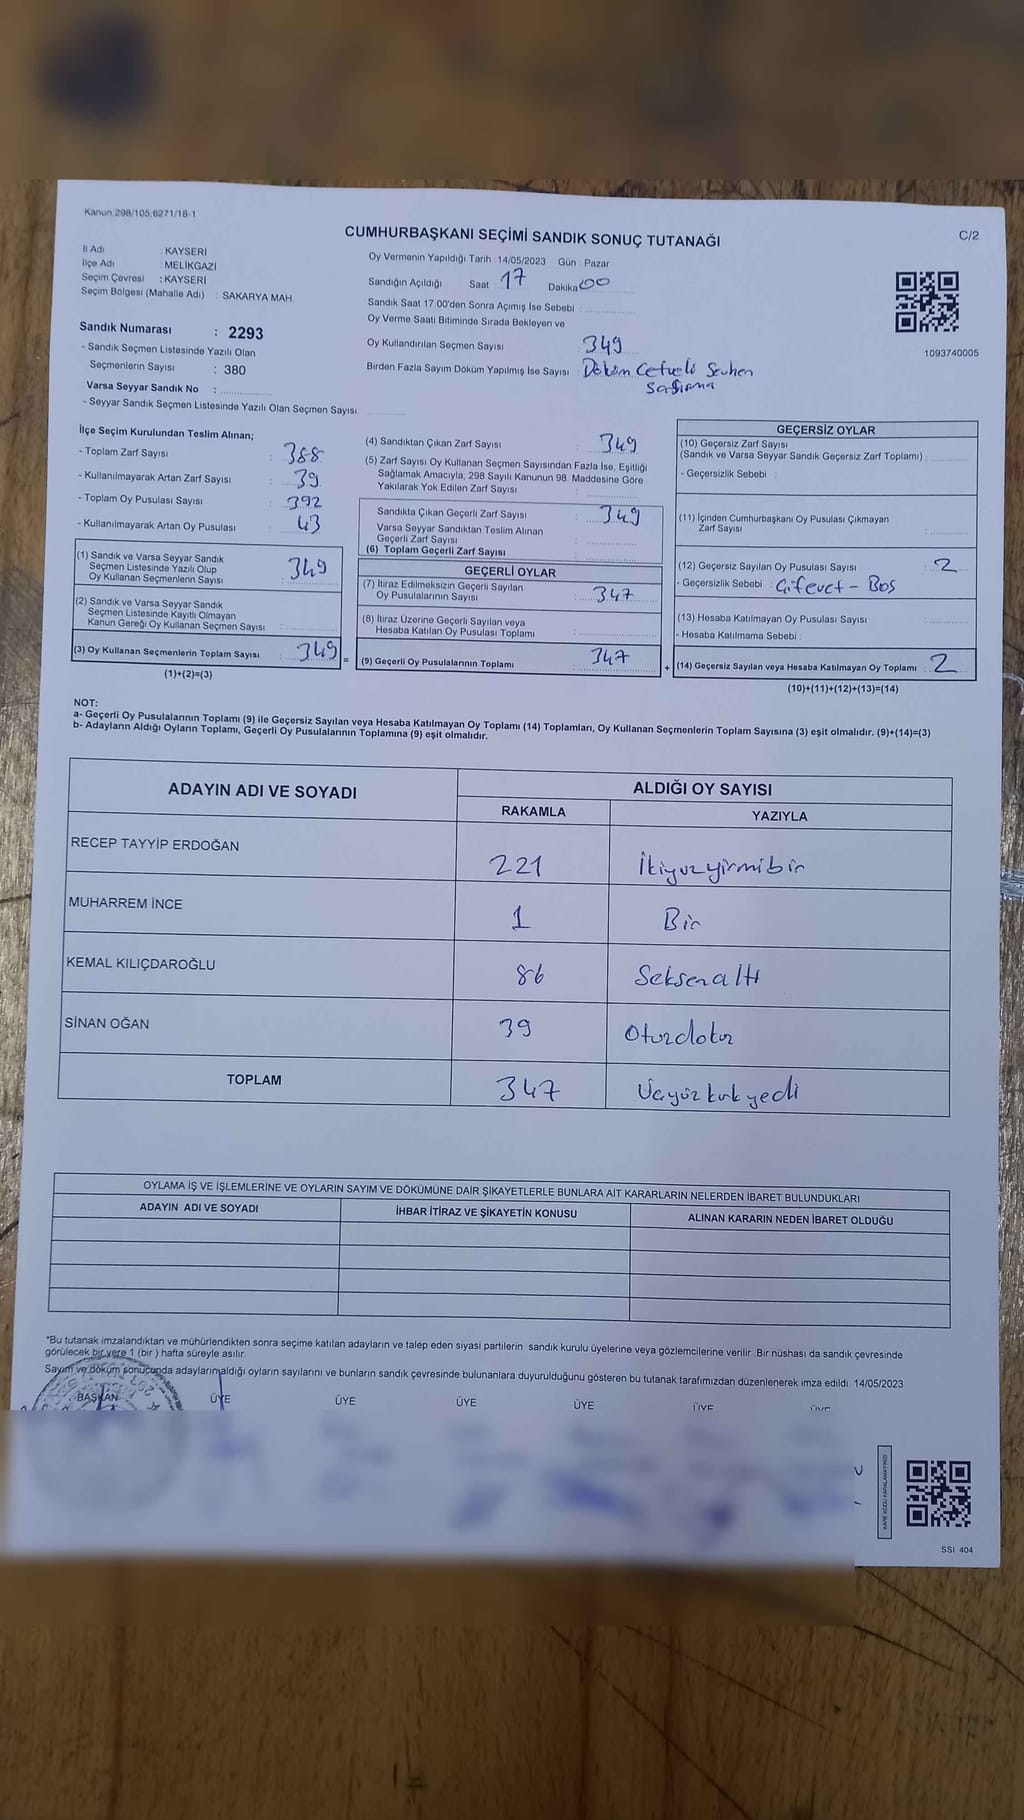 Kanun 298/105,6271/18-1
C/2
CUMHURBAŞKANI SEÇİMİ SANDIK SONUÇ TUTANAĞI
İl Adı : KAYSERİ
İlçe Adı : MELİKGAZİ
Seçim Çevresi : KAYSERİ
Seçim Bölgesi (Mahalle Adı) : SAKARYA MAH.
Oy Vermenin Yapıldığı Tarih 14/05/2023 Gün : Pazar
Sandığın Açıldığı Saat : 17 Dakika 00
Sandık Saat 17.00'den Sonra Açımış İse Sebebi :
Oy Verme Saati Bitiminde Sırada Bekleyen ve
Oy Kullandırılan Seçmen Sayısı 349
Birden Fazla Sayım Döküm Yapılmış İse Sayısı : Döküm Cetveli
1093740005
Sandık Numarası : 2293
- Sandık Seçmen Listesinde Yazılı Olan
Seçmenlerin Sayısı : 380
Varsa Seyyar Sandık No :
- Seyyar Sandık Seçmen Listesinde Yazılı Olan Seçmen Sayısı.
İlçe Seçim Kurulundan Teslim Alınan;
- Toplam Zarf Sayısı : 388
- Kullanılmayarak Artan Zarf Sayısı : 39
- Toplam Oy Pusulası Sayısı : 392
- Kullanılmayarak Artan Oy Pusulası : 43
(1) Sandık ve Varsa Seyyar Sandık
Seçmen Listesinde Yazılı Olup
Oy Kullanan Seçmenlerin Sayısı : 349
(2) Sandık ve Varsa Seyyar Sandık
Seçmen Listesinde Kayıtlı Olmayan
Kanun Gereği Oy Kullanan Seçmen Sayısı :
(3) Oy Kullanan Seçmenlerin Toplam Sayısı : 349 =
(1)+(2)=(3)
(4) Sandıktan Çıkan Zarf Sayısı : 349
(5) Zarf Sayısı Oy Kullanan Seçmen Sayısından Fazla İse, Eşitliği
Sağlamak Amacıyla, 298 Sayılı Kanunun 98. Maddesine Göre
Yakılarak Yok Edilen Zarf Sayısı :
Sandıkta Çıkan Geçerli Zarf Sayısı : 349
Varsa Seyyar Sandıktan Teslim Alınan
Geçerli Zarf Sayısı :
(6) Toplam Geçerli Zarf Sayısı :
GEÇERLİ OYLAR
(7) İtiraz Edilmeksizin Geçerli Sayılan
Oy Pusulalarının Sayısı : 347
(8) İtiraz Üzerine Geçerli Sayılan veya
Hesaba Katılan Oy Pusulası Toplamı :
(9) Geçerli Oy Pusulalarının Toplamı : 347 +
GEÇERSİZ OYLAR
(10) Geçersiz Zarf Sayısı
(Sandık ve Varsa Seyyar Sandık Geçersiz Zarf Toplamı) :
- Geçersizlik Sebebi :
(11) İçinden Cumhurbaşkanı Oy Pusulası Çıkmayan
Zarf Sayısı :
(12) Geçersiz Sayılan Oy Pusulası Sayısı : 2
- Geçersizlik Sebebi : Çifevet - Boş
(13) Hesaba Katılmayan Oy Pusulası Sayısı :
- Hesaba Katılmama Sebebi :
(14) Geçersiz Sayılan veya Hesaba Katılmayan Oy Toplamı : 2
(10)+(11)+(12)+(13)=(14)
NOT:
a- Geçerli Oy Pusulalarının Toplamı (9) ile Geçersiz Sayılan veya Hesaba Katılmayan Oy Toplamı (14) Toplamları, Oy Kullanan Seçmenlerin Toplam Sayısına (3) eşit olmalıdır. (9)+(14)=(3)
b- Adayların Aldığı Oyların Toplamı, Geçerli Oy Pusulalarının Toplamına (9) eşit olmalıdır.
ADAYIN ADI VE SOYADI ALDIĞI OY SAYISI
RAKAMLA YAZIYLA
RECEP TAYYİP ERDOĞAN 221 İkiyüzyirmibir
MUHARREM İNCE 1 Bir
KEMAL KILIÇDAROĞLU 86 Seksenaltı
SİNAN OĞAN 39 Otuzdokuz
TOPLAM 347 Üçyüz kırk yedi
OYLAMA İŞ VE İŞLEMLERİNE VE OYLARIN SAYIM VE DÖKÜMÜNE DAİR ŞİKAYETLERLE BUNLARA AİT KARARLARIN NELERDEN İBARET BULUNDUKLARI
ADAYIN ADI VE SOYADI İHBAR İTİRAZ VE ŞİKAYETİN KONUSU ALINAN KARARIN NEDEN İBARET OLDUĞU
*Bu tutanak imzalandıktan ve mühürlendikten sonra seçime katılan adayların ve talep eden siyasi partilerin sandık kurulu üyelerine veya gözlemcilerine verilir. Bir nüshası da sandık çevresinde
görülecek bir yere 1 (bir ) hafta süreyle asılır.
Sayım ve döküm sonucunda adayların aldığı oyların sayılarını ve bunların sandık çevresinde bulunanlara duyurulduğunu gösteren bu tutanak tarafımızdan düzenlenerek imza edildi. 14/05/2023
BAŞKAN ÜYE ÜYE ÜYE ÜYE ÜYE ÜYE
KARE KODU KARALAMAYINIZ!
SSİ 404